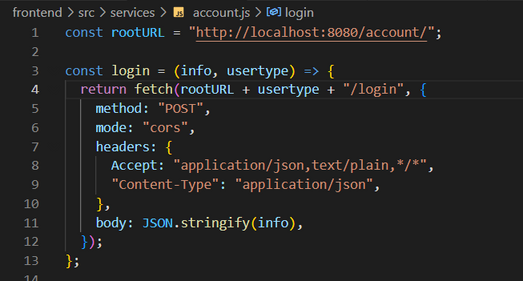 frontend > src > services > JS account.js > login
1 const rootURL = "http://localhost:8080/account/";
2
3 const login = (info, usertype) => {
4 return fetch(rootURL + usertype + "/login", {
5 method: "POST",
6 mode: "cors",
7 headers: {
8 Accept: "application/json,text/plain,*/*",
9 "Content-Type": "application/json",
10 },
11 body: JSON.stringify(info),
12 });
13 };